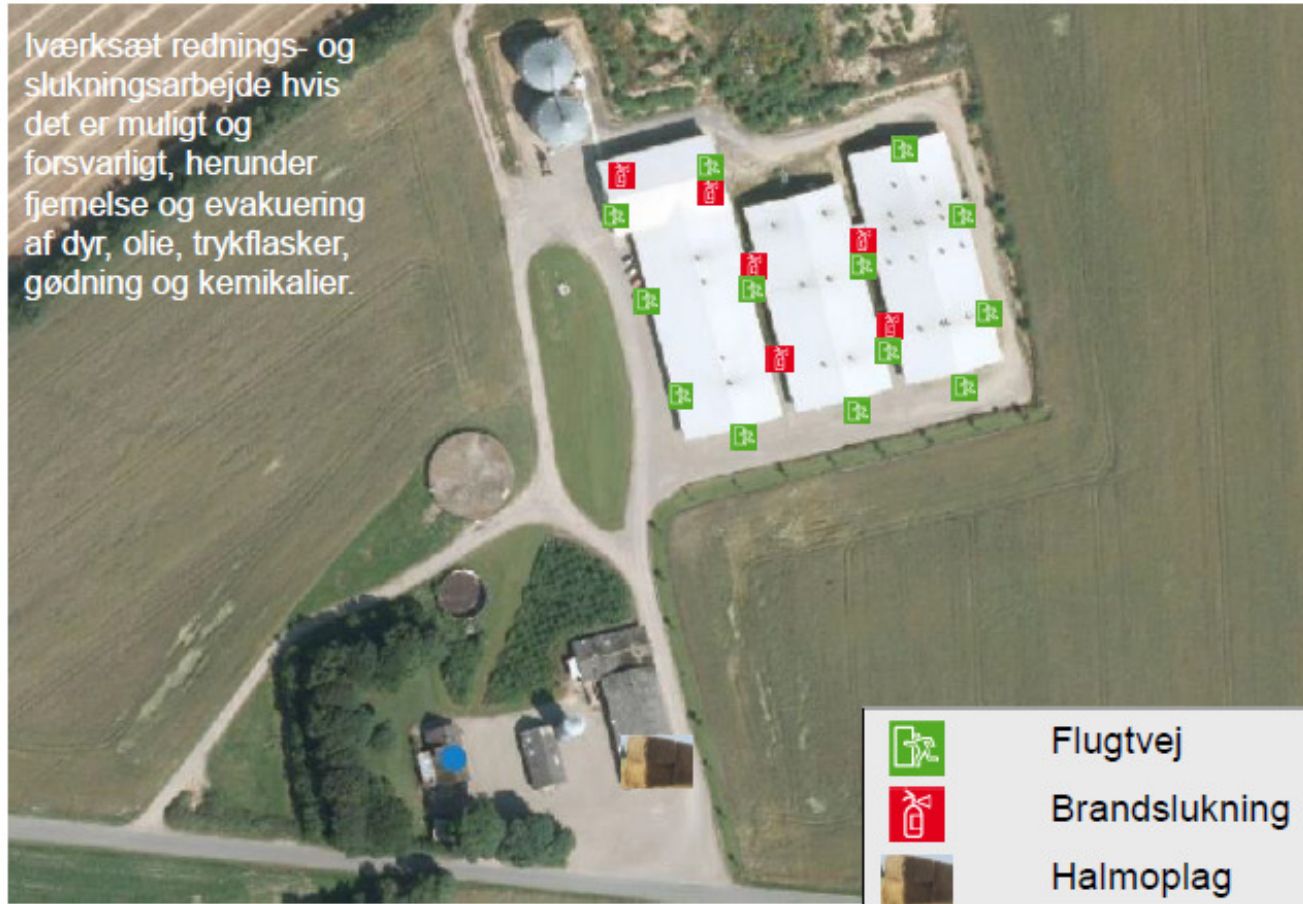 Iværksæt rednings- og
slukningsarbejde hvis
det er muligt og
forsvarligt, herunder
fjernelse og evakuering
af dyr, olie, trykflasker,
gødning og kemikalier.
Flugtvej
Brandslukning
Halmoplag